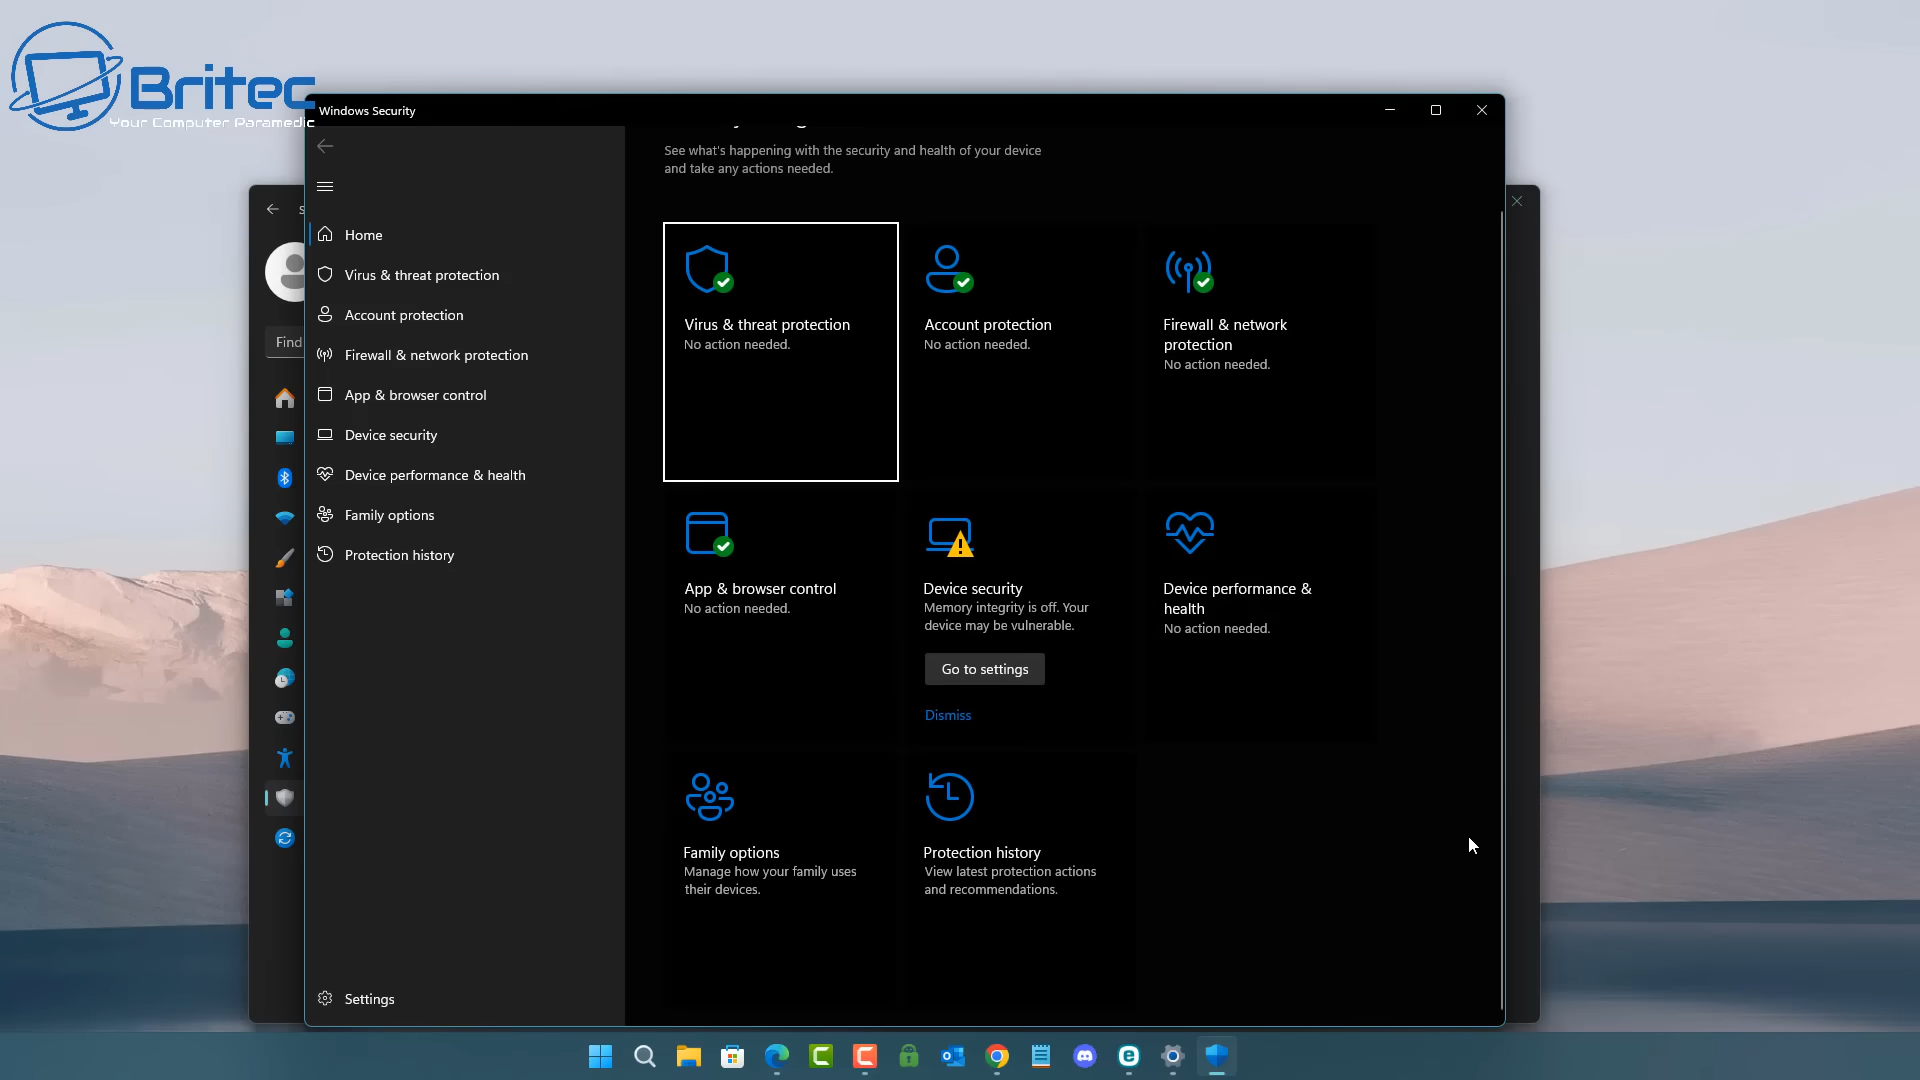 Britec
Your Computer Paramedic
Windows Security
See what's happening with the security and health of your device
and take any actions needed.
Find
Home
Virus & threat protection
Account protection
Firewall & network protection
App & browser control
Device security
Device performance & health
Family options
Protection history
Settings
Virus & threat protection
No action needed.
Account protection
No action needed.
Firewall & network
protection
No action needed.
App & browser control
No action needed.
Device security
Memory integrity is off. Your
device may be vulnerable.
Go to settings
Dismiss
Device performance &
health
No action needed.
Family options
Manage how your family uses
their devices.
Protection history
View latest protection actions
and recommendations.